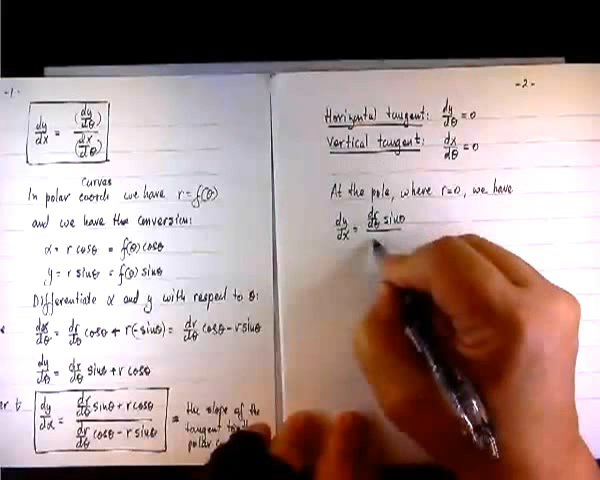 -1-
dy/dx = (dy/dθ)/(dx/dθ)
Curves
In polar coords we have r = f(θ)
and we have the conversion:
x = r cosθ = f(θ) cosθ
y = r sinθ = f(θ) sinθ
Differentiate x and y with respect to θ:
dx/dθ = dr/dθ cosθ + r(-sinθ) = dr/dθ cosθ - r sinθ
dy/dθ = dr/dθ sinθ + r cosθ
dy/dx = (dr/dθ sinθ + r cosθ)/(dr/dθ cosθ - r sinθ) = the slope of the
tangent
polar
-2-
Horizontal tangent: dy/dθ = 0
Vertical tangent: dx/dθ = 0
At the pole, where r=0, we have
dy/dx = dr/dθ sinθ